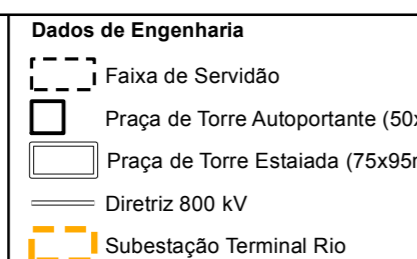 Dados de Engenharia
Faixa de Servidão
Praça de Torre Autoportante (50x
Praça de Torre Estaiada (75x95m
Diretriz 800 kV
Subestação Terminal Rio